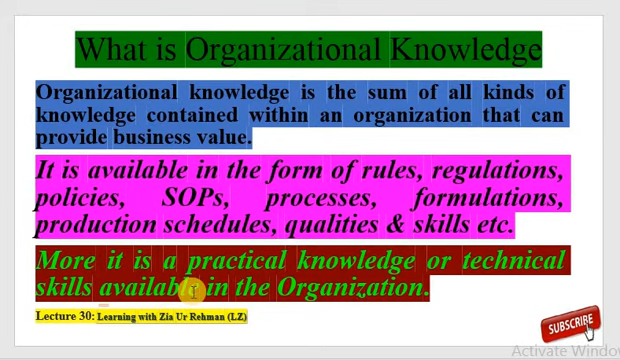 What is Organizational Knowledge
Organizational knowledge is the sum of all kinds of
knowledge contained within an organization that can
provide business value.
It is available in the form of rules, regulations,
policies, SOPs, processes, formulations,
production schedules, qualities & skills etc.
More it is a practical knowledge or technical
skills available in the Organization.
Lecture 30: Learning with Zia Ur Rehman (LZ)
SUBSCRIBE
Activate Windo